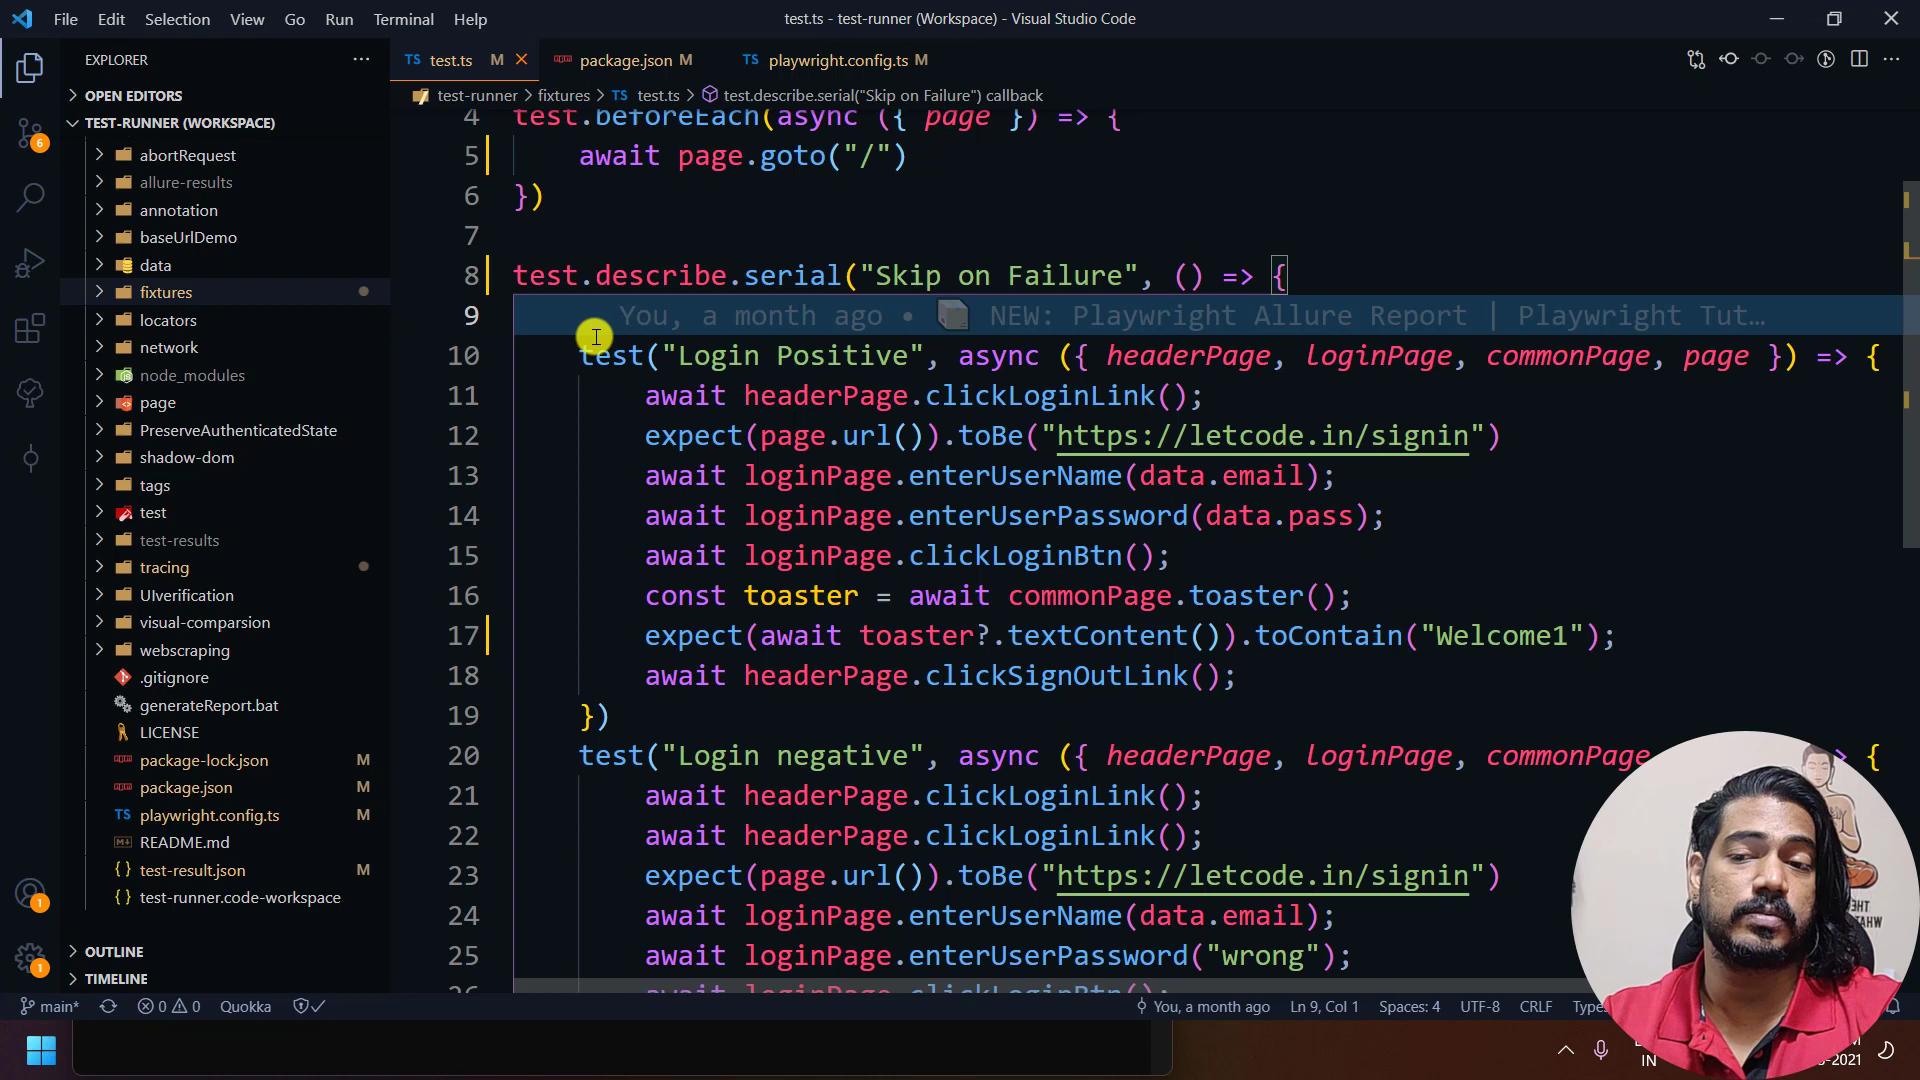 File Edit Selection View Go Run Terminal Help
test.ts - test-runner (Workspace) - Visual Studio Code
EXPLORER
OPEN EDITORS
TEST-RUNNER (WORKSPACE)
abortRequest
allure-results
annotation
baseUrlDemo
data
fixtures
locators
network
node_modules
page
PreserveAuthenticatedState
shadow-dom
tags
test
test-results
tracing
UIverification
visual-comparsion
webscraping
.gitignore
generateReport.bat
LICENSE
package-lock.json M
package.json M
TS playwright.config.ts M
README.md
{} test-result.json M
{} test-runner.code-workspace
OUTLINE
TIMELINE
6
1
1
TS test.ts M
package.json M
TS playwright.config.ts M
test-runner > fixtures > TS test.ts > test.describe.serial("Skip on Failure") callback
4 test.beforeEach(async ({ page }) => {
5 await page.goto("/")
6 })
7
8 test.describe.serial("Skip on Failure", () => {
9 You, a month ago • NEW: Playwright Allure Report | Playwright Tut…
10 test("Login Positive", async ({ headerPage, loginPage, commonPage, page }) => {
11 await headerPage.clickLoginLink();
12 expect(page.url()).toBe("https://letcode.in/signin")
13 await loginPage.enterUserName(data.email);
14 await loginPage.enterUserPassword(data.pass);
15 await loginPage.clickLoginBtn();
16 const toaster = await commonPage.toaster();
17 expect(await toaster?.textContent()).toContain("Welcome1");
18 await headerPage.clickSignOutLink();
19 })
20 test("Login negative", async ({ headerPage, loginPage, commonPage => {
21 await headerPage.clickLoginLink();
22 await headerPage.clickLoginLink();
23 expect(page.url()).toBe("https://letcode.in/signin")
24 await loginPage.enterUserName(data.email);
25 await loginPage.enterUserPassword("wrong");
26 await loginPage.clickLoginBtn();
THE
main* 0 0 Quokka
You, a month ago Ln 9, Col 1 Spaces: 4 UTF-8 CRLF
IN
-2021